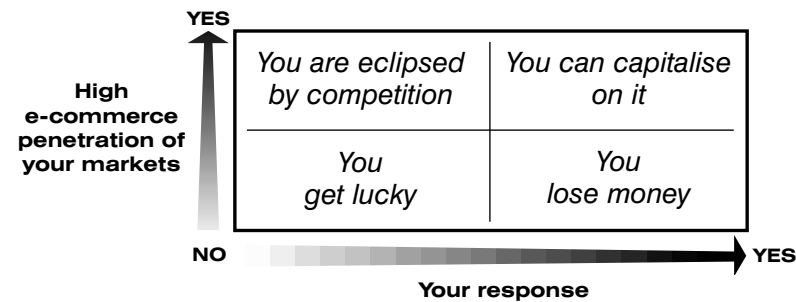 YES
High
e-commerce
penetration of
your markets
You are eclipsed
by competition
You can capitalise
on it
You
get lucky
You
lose money
NO
YES
Your response